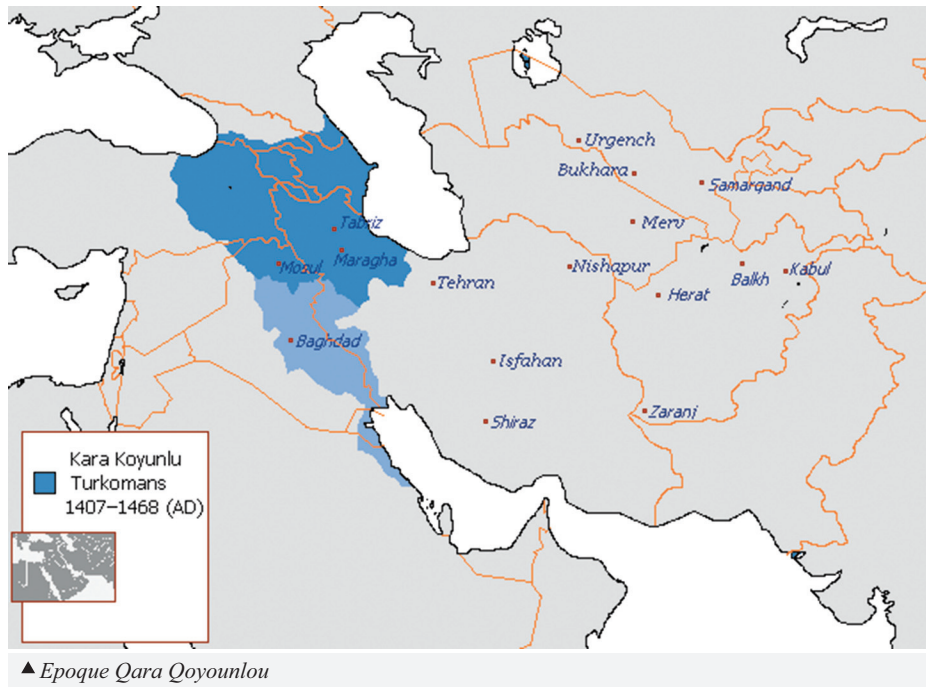 Urgench
Bukhara
Samarqand
Merv
Tabriz
Maragha
Mosul
Nishapur
Tehran
Herat
Balkh
Kabul
Baghdad
Isfahan
Shiraz
Zarani
Kara Koyunlu
Turkomans
1407–1468 (AD)
▲ Epoque Qara Qoyounlou